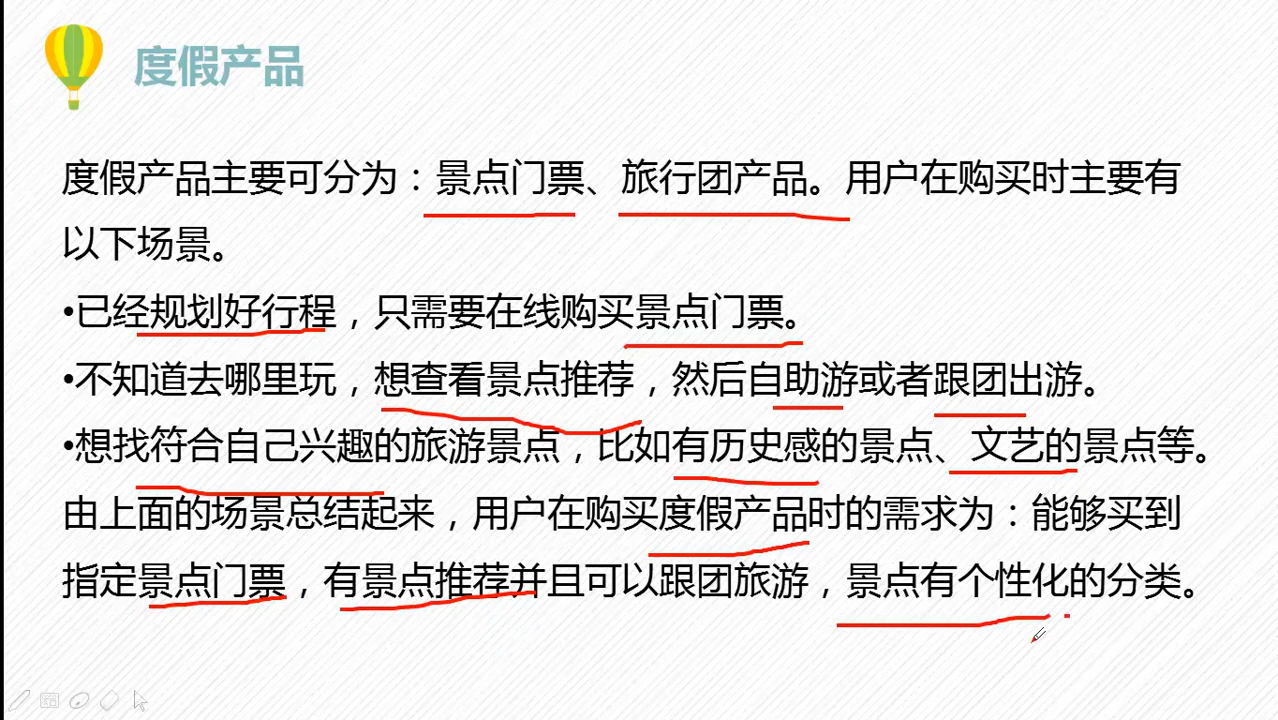 度假产品
度假产品主要可分为：景点门票、旅行团产品。用户在购买时主要有
以下场景。
•已经规划好行程，只需要在线购买景点门票。
•不知道去哪里玩，想查看景点推荐，然后自助游或者跟团出游。
•想找符合自己兴趣的旅游景点，比如有历史感的景点、文艺的景点等。
由上面的场景总结起来，用户在购买度假产品时的需求为：能够买到
指定景点门票，有景点推荐并且可以跟团旅游，景点有个性化的分类。